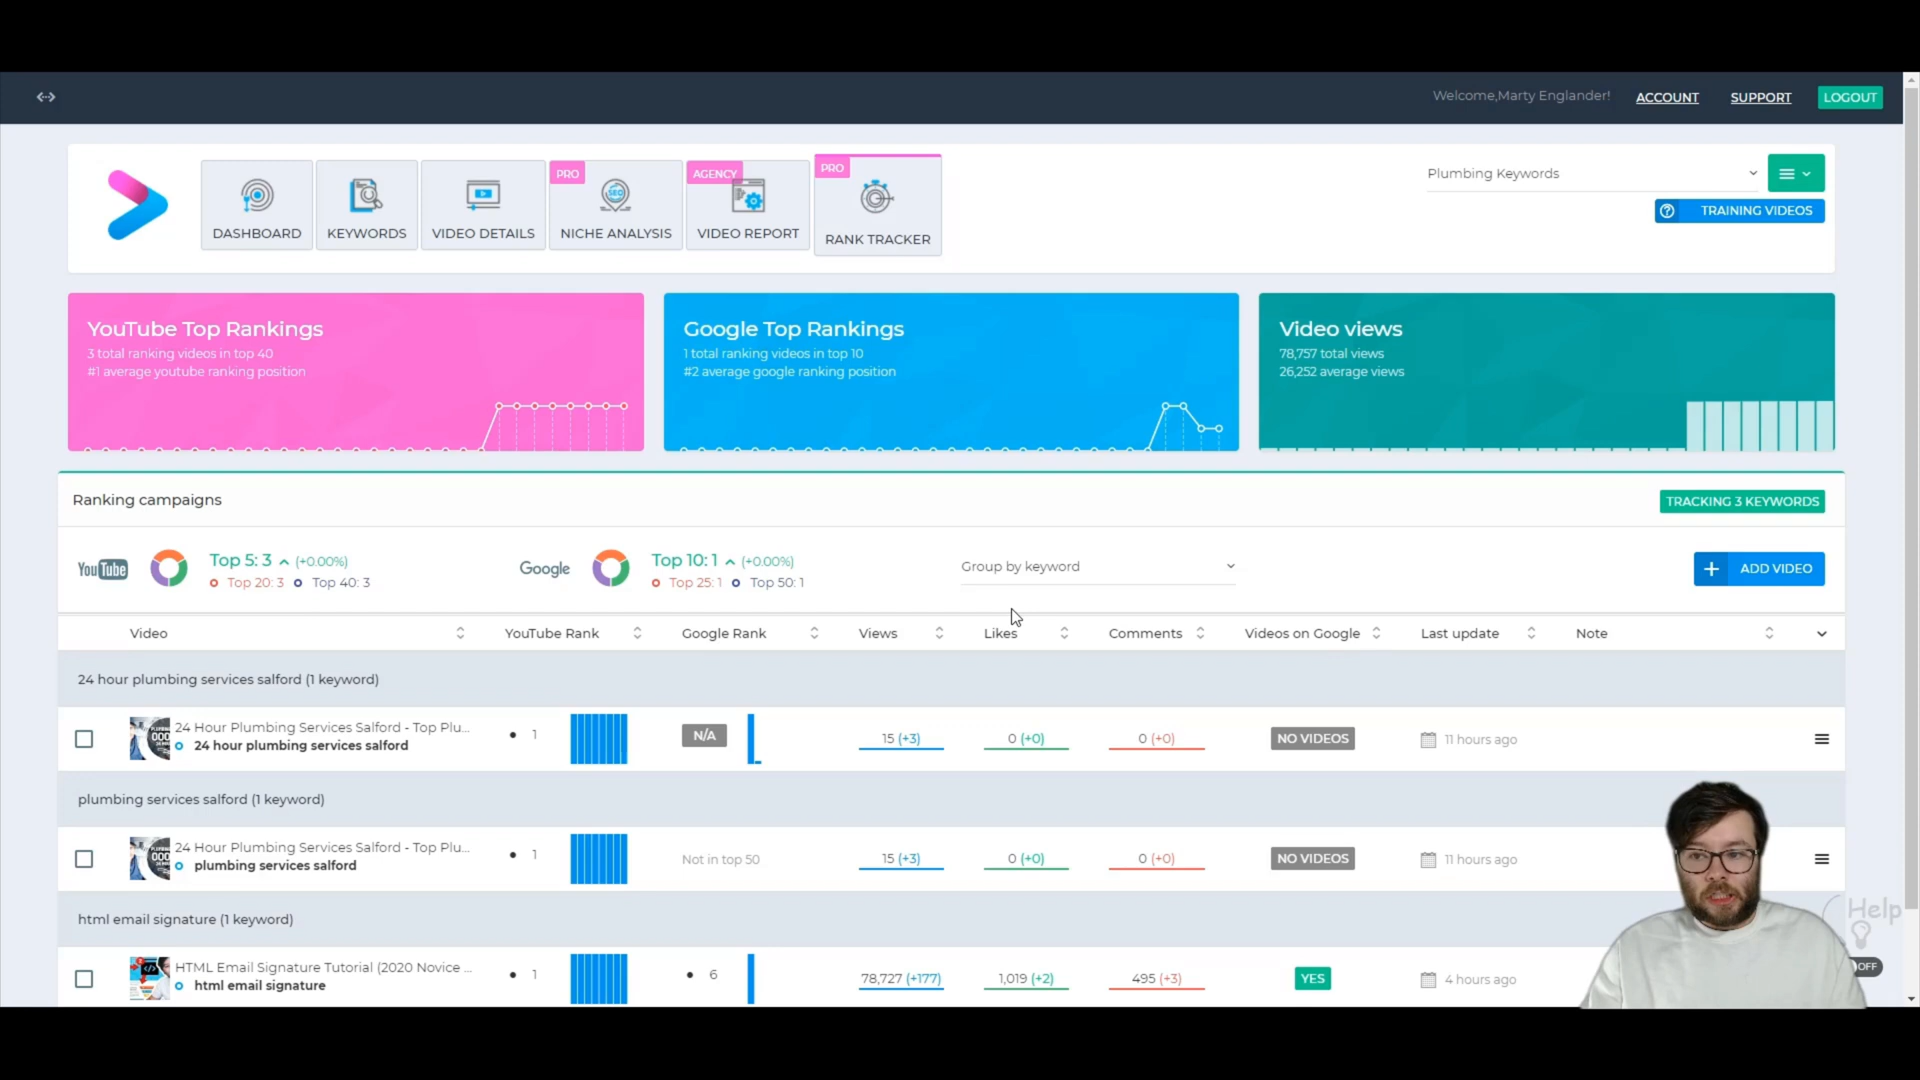 Welcome,Marty Englander!
ACCOUNT
SUPPORT
LOGOUT
DASHBOARD
KEYWORDS
VIDEO DETAILS
PRO
NICHE ANALYSIS
AGENCY
VIDEO REPORT
PRO
RANK TRACKER
Plumbing Keywords
TRAINING VIDEOS
YouTube Top Rankings
3 total ranking videos in top 40
#1 average youtube ranking position
Google Top Rankings
1 total ranking videos in top 10
#2 average google ranking position
Video views
78,757 total views
26,252 average views
Ranking campaigns
TRACKING 3 KEYWORDS
YouTube
Top 5: 3 (+0.00%)
Top 20: 3 Top 40: 3
Google
Top 10: 1 (+0.00%)
Top 25: 1 Top 50: 1
Group by keyword
+ ADD VIDEO
Video YouTube Rank Google Rank Views Likes Comments Videos on Google Last update Note
24 hour plumbing services salford (1 keyword)
24 Hour Plumbing Services Salford - Top Plu...
24 hour plumbing services salford
1
N/A
15 (+3)
0 (+0)
0 (+0)
NO VIDEOS
11 hours ago
plumbing services salford (1 keyword)
24 Hour Plumbing Services Salford - Top Plu...
plumbing services salford
1
Not in top 50
15 (+3)
0 (+0)
0 (+0)
NO VIDEOS
11 hours ago
html email signature (1 keyword)
HTML Email Signature Tutorial (2020 Novice ...
html email signature
1
6
78,727 (+177)
1,019 (+2)
495 (+3)
YES
4 hours ago
Help
OFF